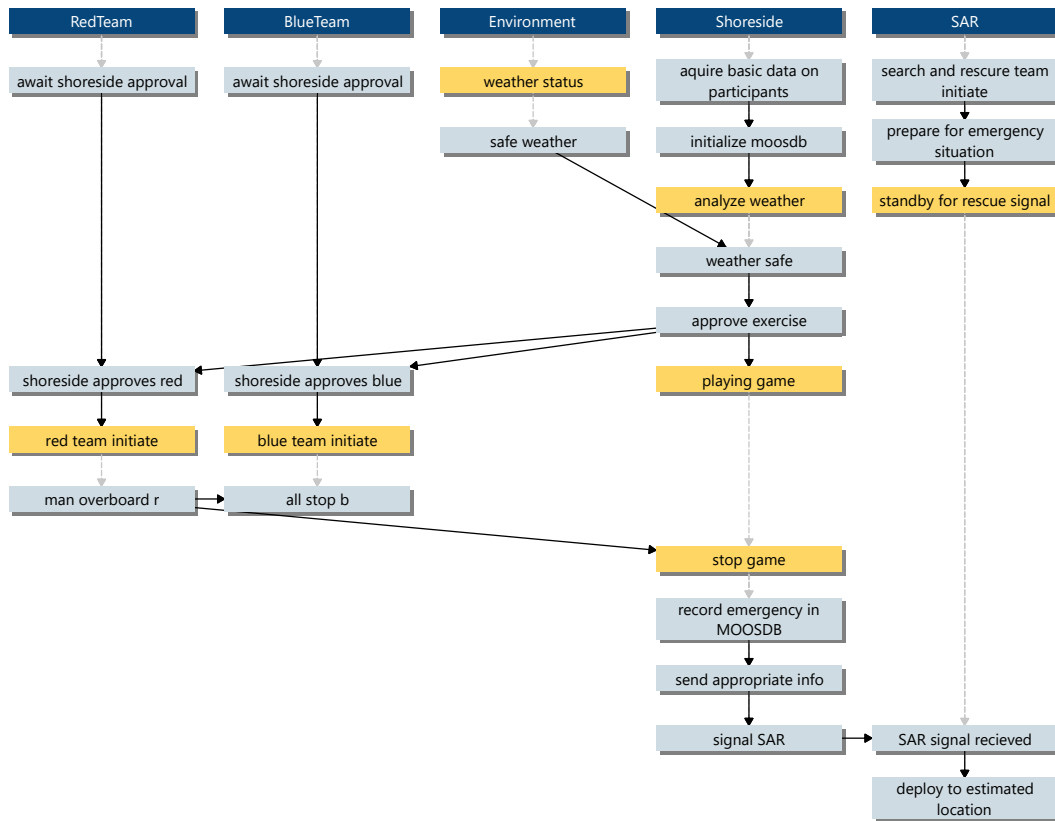 RedTeam
BlueTeam
Environment
Shoreside
SAR
await shoreside approval
await shoreside approval
weather status
aquire basic data on
participants
search and rescure team
initiate
safe weather
initialize moosdb
prepare for emergency
situation
analyze weather
standby for rescue signal
weather safe
approve exercise
shoreside approves red
shoreside approves blue
playing game
red team initiate
blue team initiate
man overboard r
all stop b
stop game
record emergency in
MOOSDB
send appropriate info
signal SAR
SAR signal recieved
deploy to estimated
location